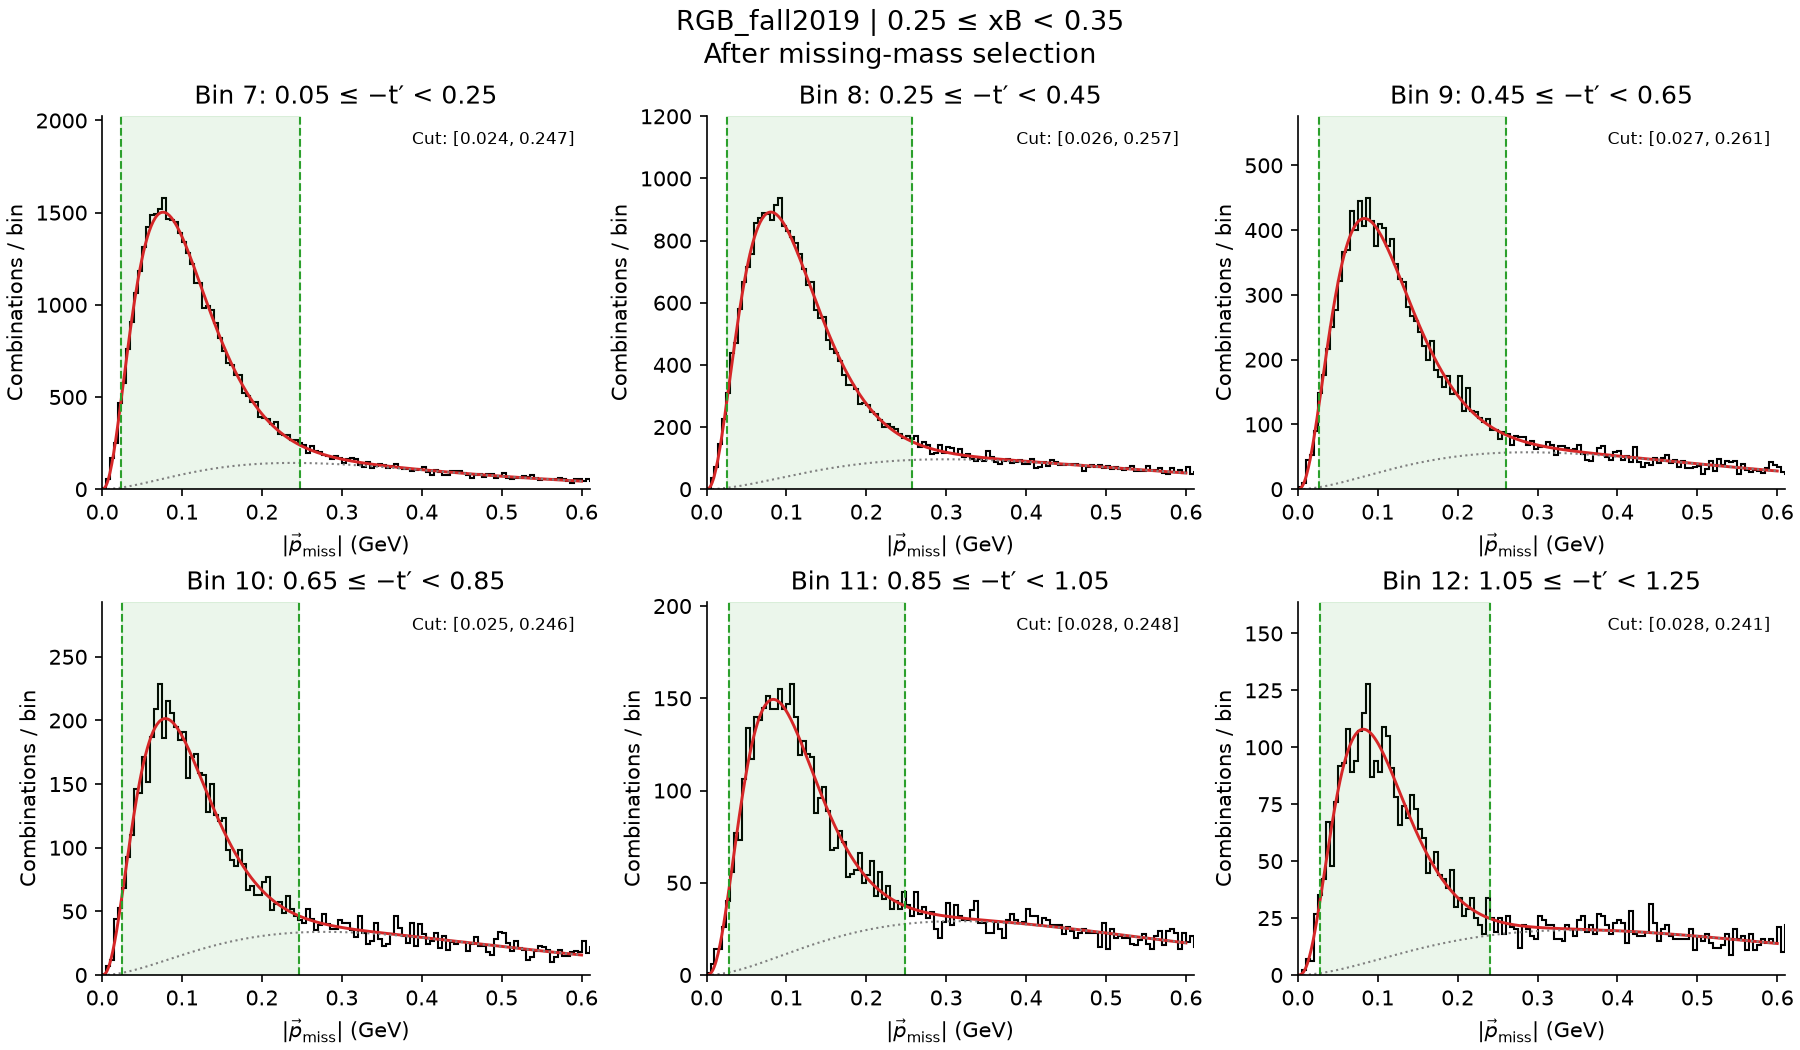 RGB_fall2019 | 0.25 ≤ xB < 0.35
After missing-mass selection
Bin 7: 0.05 ≤ −t′ < 0.25
Cut: [0.024, 0.247]
Combinations / bin
2000
1500
1000
500
0
0.0 0.1 0.2 0.3 0.4 0.5 0.6
|p⃗miss| (GeV)
Bin 8: 0.25 ≤ −t′ < 0.45
Cut: [0.026, 0.257]
Combinations / bin
1200
1000
800
600
400
200
0
0.0 0.1 0.2 0.3 0.4 0.5 0.6
|p⃗miss| (GeV)
Bin 9: 0.45 ≤ −t′ < 0.65
Cut: [0.027, 0.261]
Combinations / bin
500
400
300
200
100
0
0.0 0.1 0.2 0.3 0.4 0.5 0.6
|p⃗miss| (GeV)
Bin 10: 0.65 ≤ −t′ < 0.85
Cut: [0.025, 0.246]
Combinations / bin
250
200
150
100
50
0
0.0 0.1 0.2 0.3 0.4 0.5 0.6
|p⃗miss| (GeV)
Bin 11: 0.85 ≤ −t′ < 1.05
Cut: [0.028, 0.248]
Combinations / bin
200
150
100
50
0
0.0 0.1 0.2 0.3 0.4 0.5 0.6
|p⃗miss| (GeV)
Bin 12: 1.05 ≤ −t′ < 1.25
Cut: [0.028, 0.241]
Combinations / bin
150
125
100
75
50
25
0
0.0 0.1 0.2 0.3 0.4 0.5 0.6
|p⃗miss| (GeV)